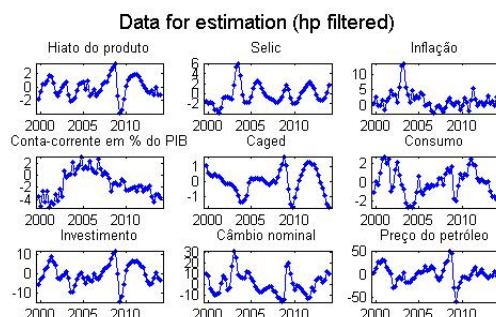 Data for estimation (hp filtered)
Hiato do produto
Selic
Inflação
2
0
-2
2000 2005 2010
6
4
2
0
-2
2000 2005 2010
10
5
0
2000 2005 2010
Conta-corrente em % do PIB
Caged
Consumo
2
0
-2
-4
2000 2005 2010
1
0
-1
2000 2005 2010
2
0
-2
2000 2005 2010
Investimento
Câmbio nominal
Preço do petróleo
10
0
-10
2000 2005 2010
30
20
10
0
-10
2000 2005 2010
50
0
-50
2000 2005 2010